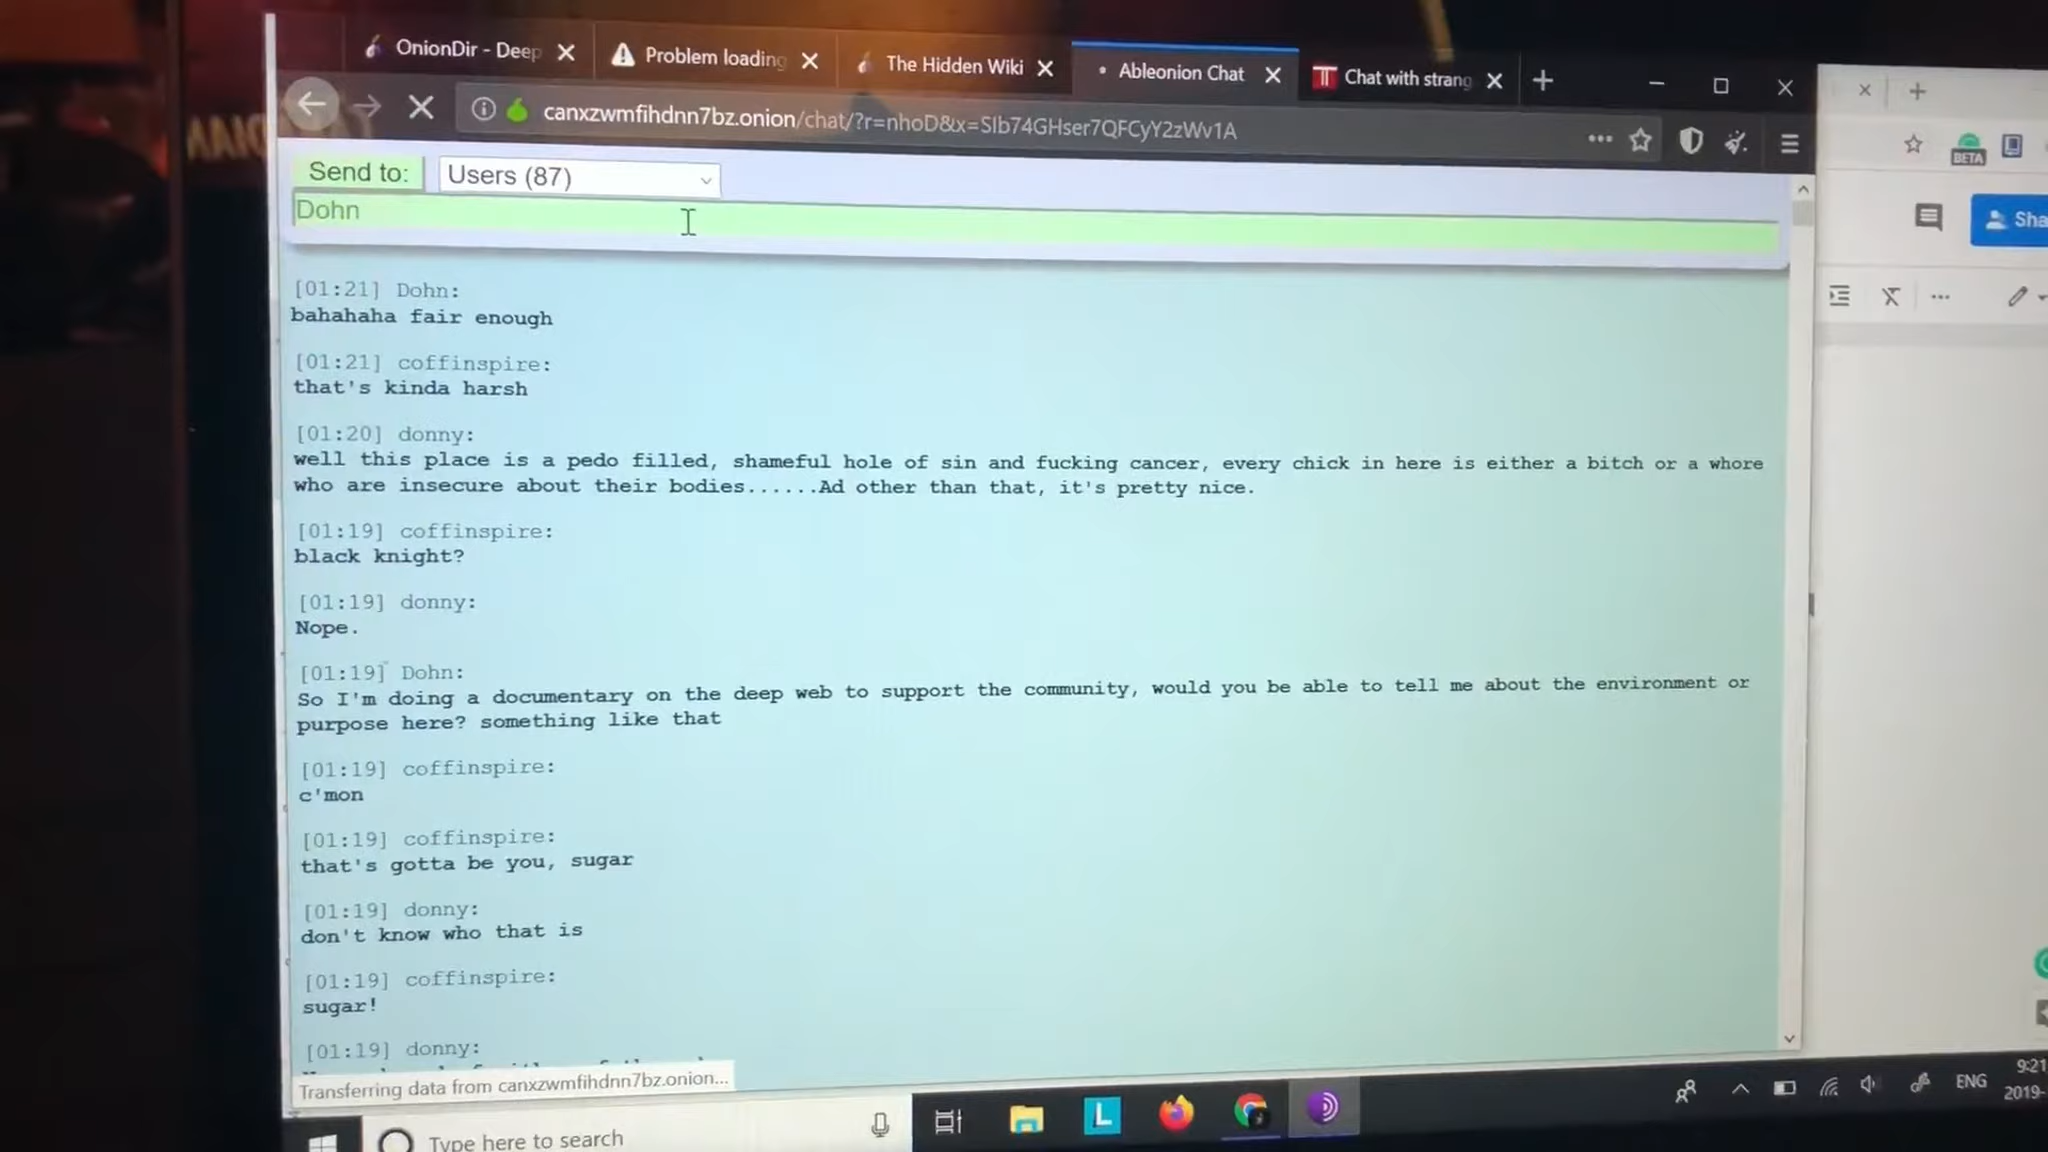 OnionDir - Deep
Problem loading
The Hidden Wiki
Ableonion Chat
Chat with strang
canxzwmfihdnn7bz.onion/chat/?r=nhoD&x=SIb74GHser7QFCyY2zWv1A
BETA
Send to:
Users (87)
Dohn
Sha
[01:21] Dohn:
bahahaha fair enough
[01:21] coffinspire:
that's kinda harsh
[01:20] donny:
well this place is a pedo filled, shameful hole of sin and fucking cancer, every chick in here is either a bitch or a whore
who are insecure about their bodies......Ad other than that, it's pretty nice.
[01:19] coffinspire:
black knight?
[01:19] donny:
Nope.
[01:19] Dohn:
So I'm doing a documentary on the deep web to support the community, would you be able to tell me about the environment or
purpose here? something like that
[01:19] coffinspire:
c'mon
[01:19] coffinspire:
that's gotta be you, sugar
[01:19] donny:
don't know who that is
[01:19] coffinspire:
sugar!
[01:19] donny:
Transferring data from canxzwmfihdnn7bz.onion...
Type here to search
L
ENG
9:21
2019-